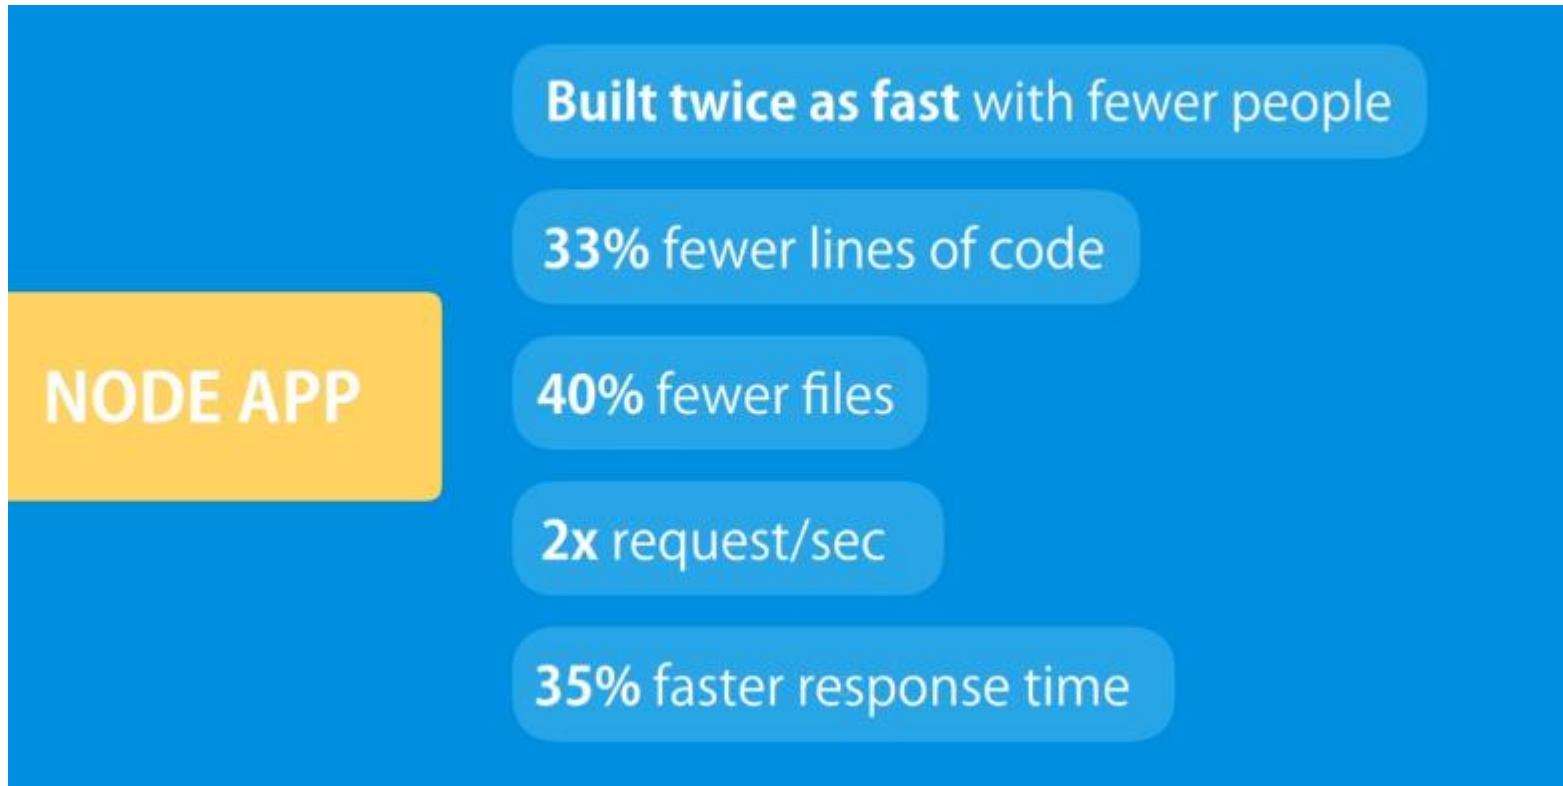 Built twice as fast with fewer people
33% fewer lines of code
NODE APP
40% fewer files
2x request/sec
35% faster response time